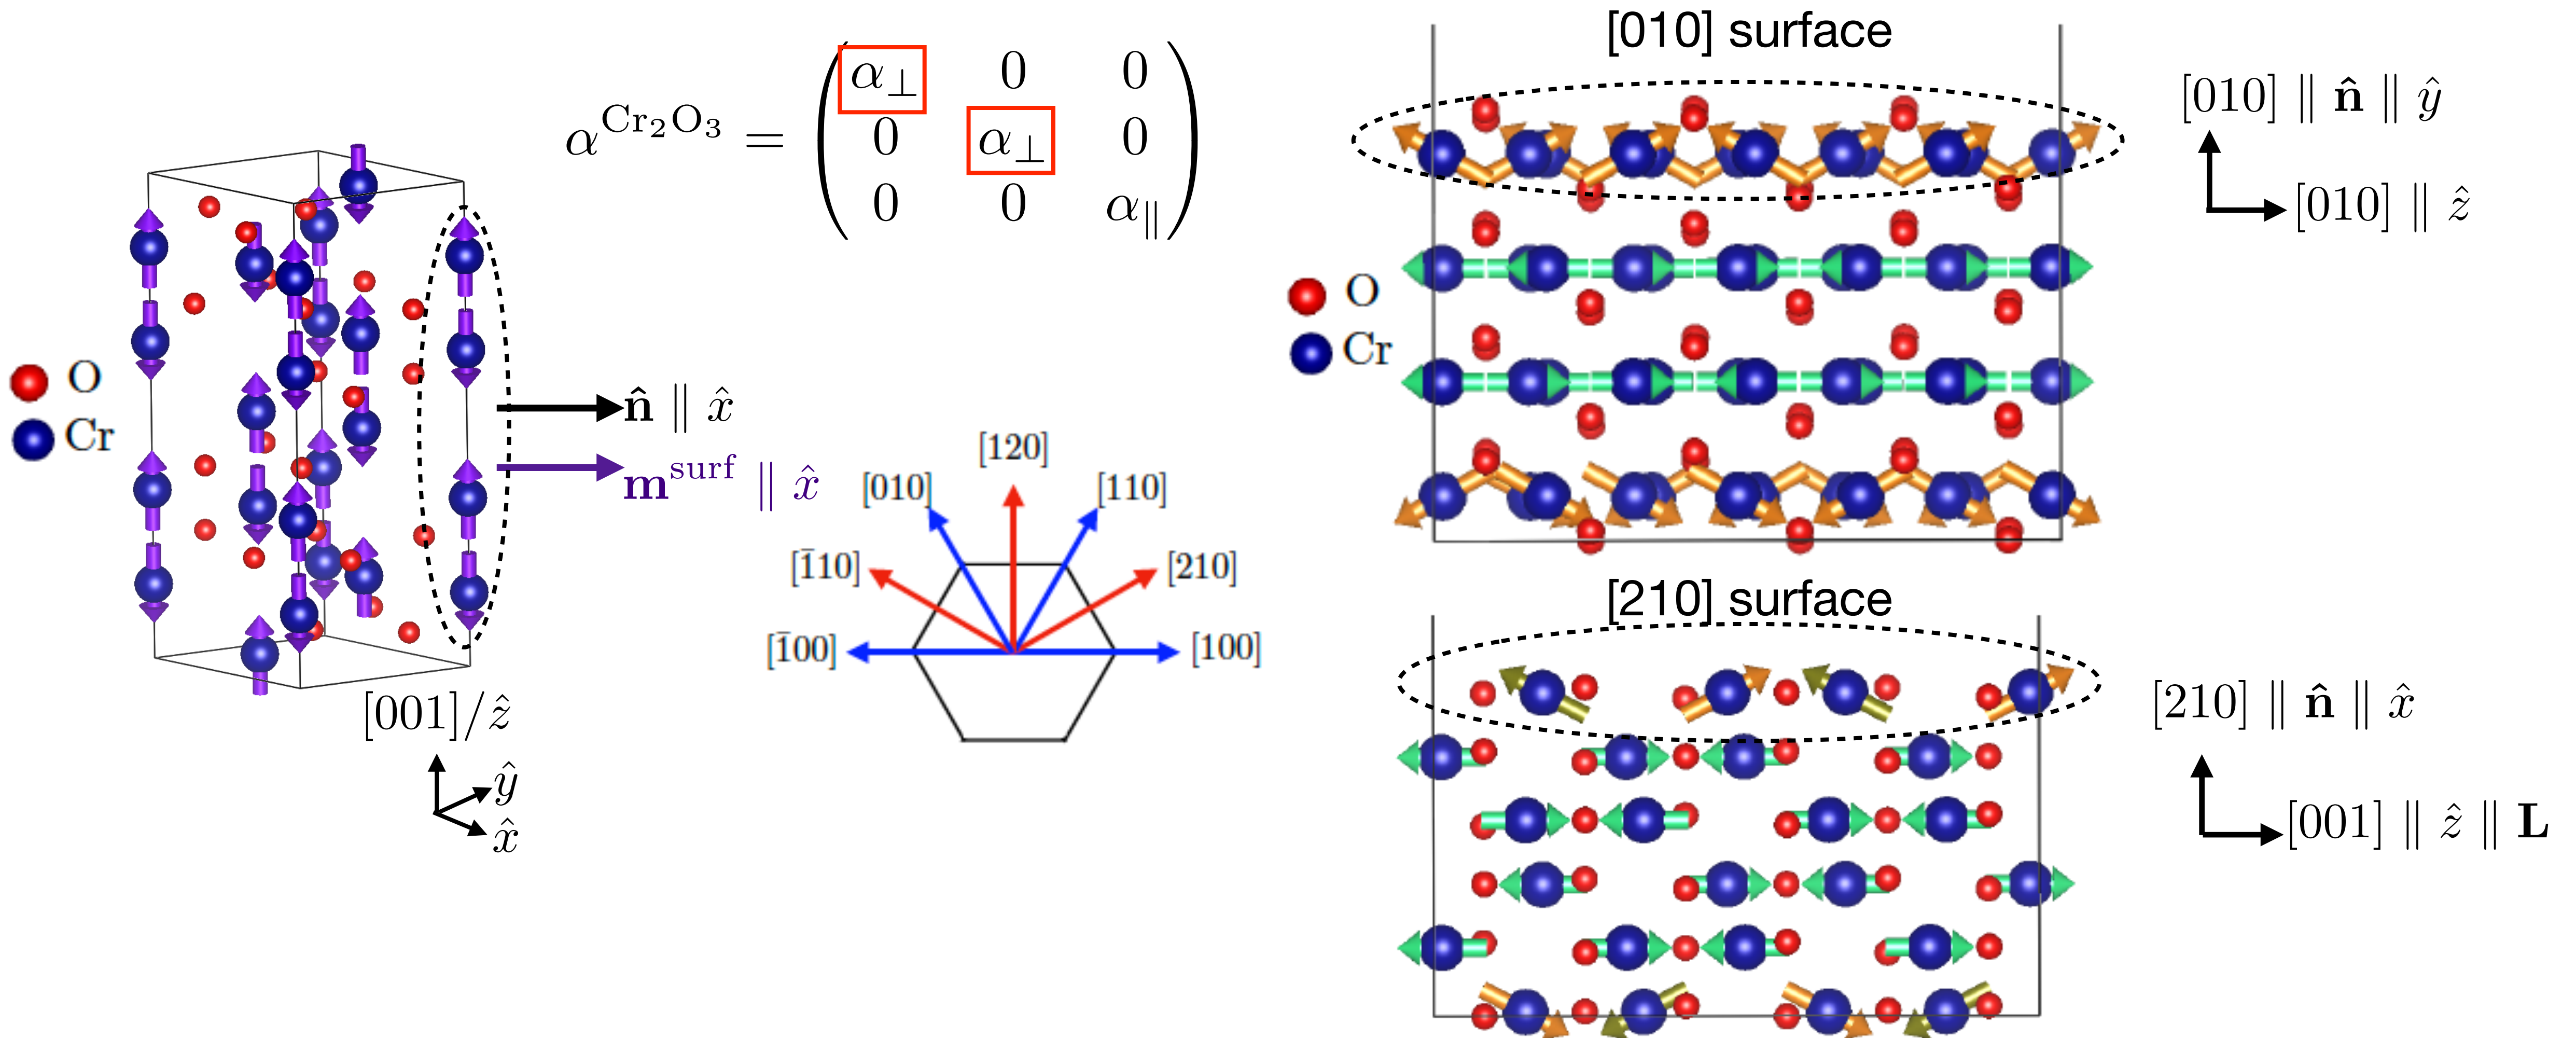 O
Cr
[001]/ẑ
ŷ
x̂
n̂ ∥ x̂
m^surf ∥ x̂
α^Cr₂O₃ = ( α⊥ 0 0
0 α⊥ 0
0 0 α∥ )
[120]
[010]
[110]
[1̄10]
[210]
[1̄00]
[100]
[010] surface
[010] ∥ n̂ ∥ ŷ
[010] ∥ ẑ
O
Cr
[210] surface
[210] ∥ n̂ ∥ x̂
[001] ∥ ẑ ∥ L